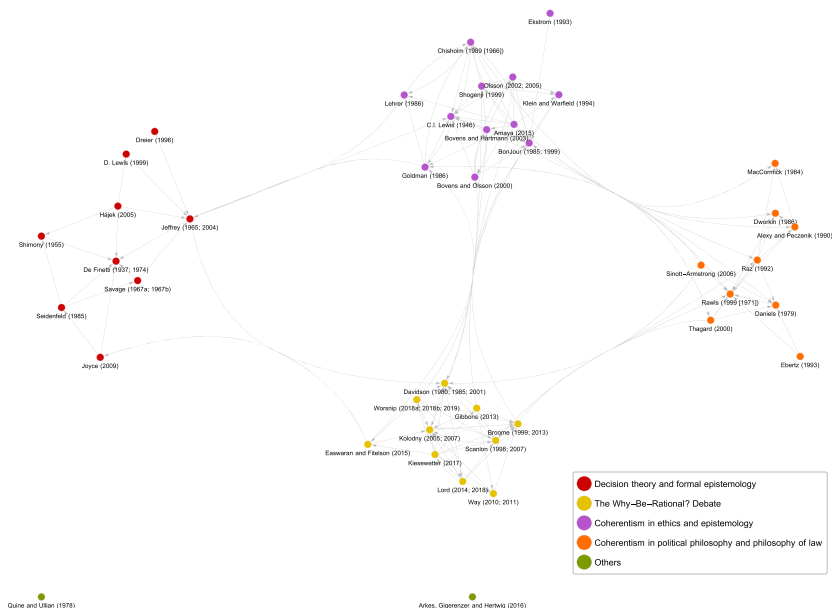 Ekstrom (1993)
Chisholm (1989 [1966])
Olsson (2002; 2005)
Shogenji (1999)
Lehrer (1986)
Klein and Warfield (1994)
C.I. Lewis (1946)
Amaya (2015)
Bovens and Hartmann (2003)
BonJour (1985; 1999)
Dreier (1996)
D. Lewis (1999)
Goldman (1986)
MacCormick (1984)
Bovens and Olsson (2000)
Hájek (2005)
Jeffrey (1965; 2004)
Dworkin (1986)
Alexy and Peczenik (1990)
Shimony (1955)
De Finetti (1937; 1974)
Raz (1992)
Sinott-Armstrong (2006)
Savage (1967a; 1967b)
Rawls (1999 [1971])
Seidenfeld (1985)
Daniels (1979)
Thagard (2000)
Joyce (2009)
Ebertz (1993)
Davidson (1980; 1985; 2001)
Worsnip (2018a; 2018b; 2019)
Gibbons (2013)
Broome (1999; 2013)
Kolodny (2005; 2007)
Easwaran and Fitelson (2015)
Scanlon (1998; 2007)
Kiesewetter (2017)
Lord (2014; 2018)
Way (2010; 2011)
Decision theory and formal epistemology
The Why-Be-Rational? Debate
Coherentism in ethics and epistemology
Coherentism in political philosophy and philosophy of law
Others
Quine and Ullian (1978)
Arkes, Gigerenzer and Hertwig (2016)